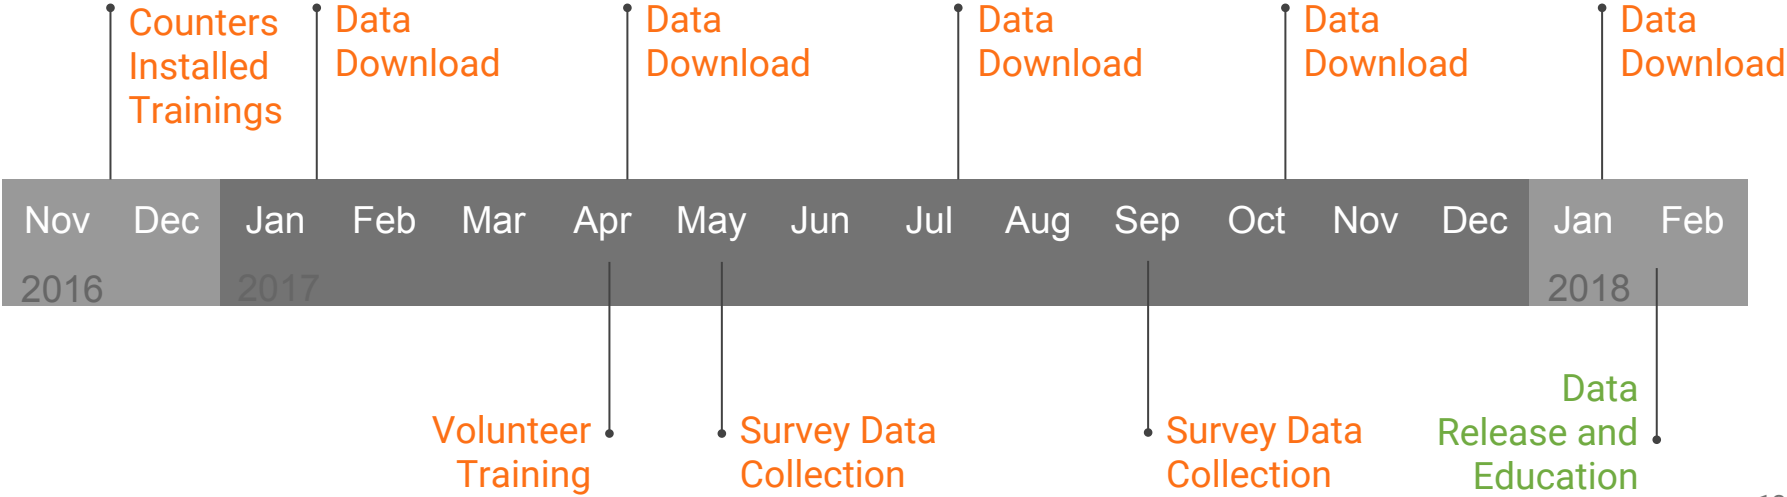 Counters
Installed
Trainings
Data
Download
Data
Download
Data
Download
Data
Download
Data
Download
Nov Dec Jan Feb Mar Apr May Jun Jul Aug Sep Oct Nov Dec Jan Feb
2016 2017 2018
Volunteer
Training
Survey Data
Collection
Survey Data
Collection
Data
Release and
Education